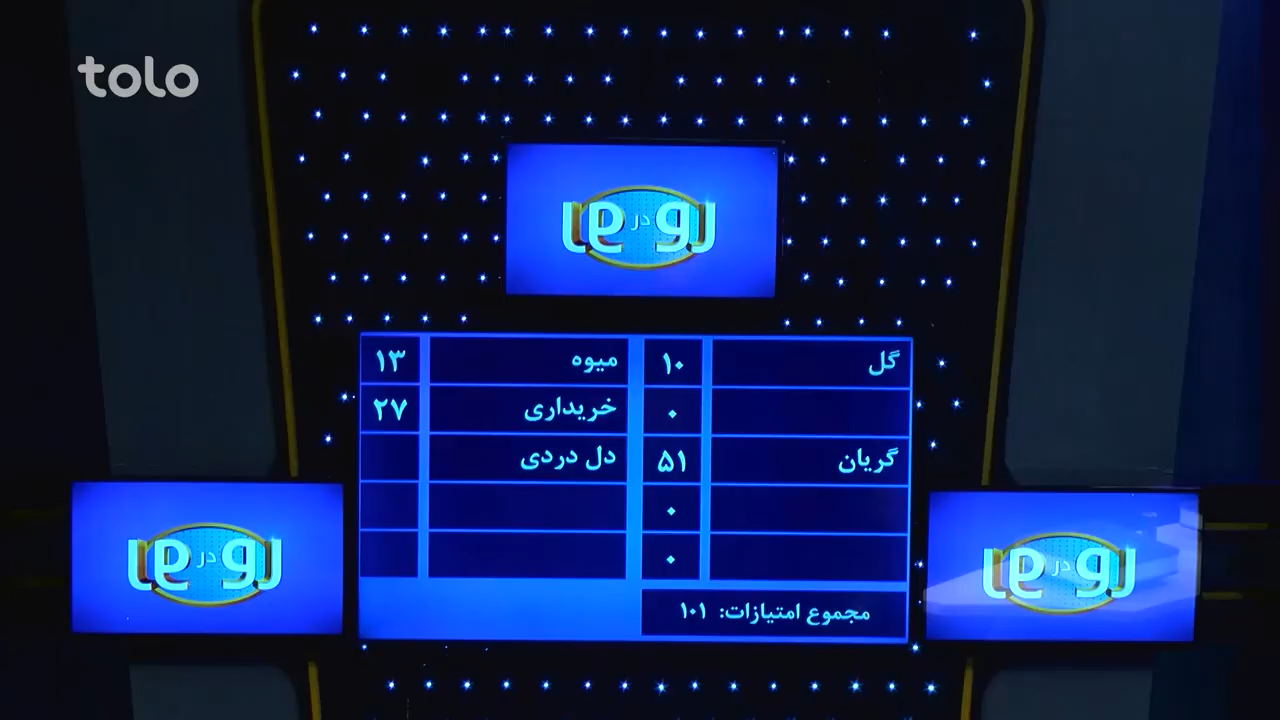 tolo
رو در رو
گل ۱۰ میوه ۱۳
۰ خریداری ۲۷
گریان ۵۱ دل دردی
۰
۰
مجموع امتیازات: ۱۰۱
رو در رو
رو در رو